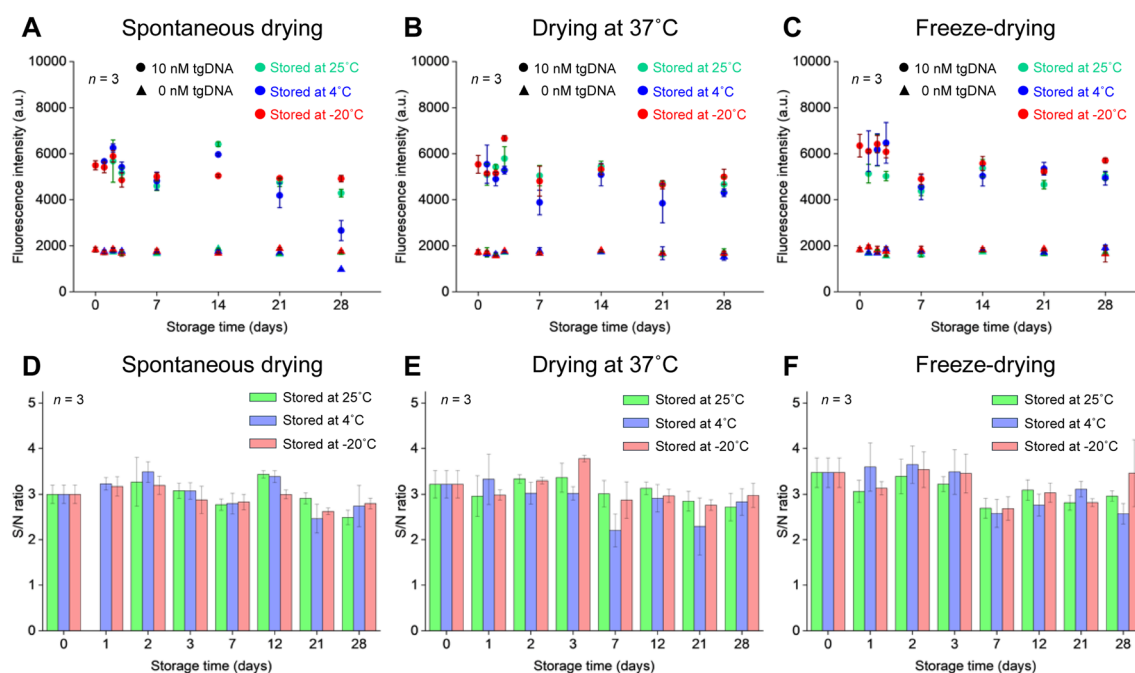 A
Spontaneous drying
n = 3
10 nM tgDNA
0 nM tgDNA
Stored at 25˚C
Stored at 4˚C
Stored at -20˚C
Fluorescence intensity (a.u.)
10000
8000
6000
4000
2000
0
0 7 14 21 28
Storage time (days)
B
Drying at 37˚C
n = 3
10 nM tgDNA
0 nM tgDNA
Stored at 25˚C
Stored at 4˚C
Stored at -20˚C
Fluorescence intensity (a.u.)
10000
8000
6000
4000
2000
0
0 7 14 21 28
Storage time (days)
C
Freeze-drying
n = 3
10 nM tgDNA
0 nM tgDNA
Stored at 25˚C
Stored at 4˚C
Stored at -20˚C
Fluorescence intensity (a.u.)
10000
8000
6000
4000
2000
0
0 7 14 21 28
Storage time (days)
D
Spontaneous drying
n = 3
Stored at 25˚C
Stored at 4˚C
Stored at -20˚C
S/N ratio
5
4
3
2
1
0
0 1 2 3 7 12 21 28
Storage time (days)
E
Drying at 37˚C
n = 3
Stored at 25˚C
Stored at 4˚C
Stored at -20˚C
S/N ratio
5
4
3
2
1
0
0 1 2 3 7 12 21 28
Storage time (days)
F
Freeze-drying
n = 3
Stored at 25˚C
Stored at 4˚C
Stored at -20˚C
S/N ratio
5
4
3
2
1
0
0 1 2 3 7 12 21 28
Storage time (days)